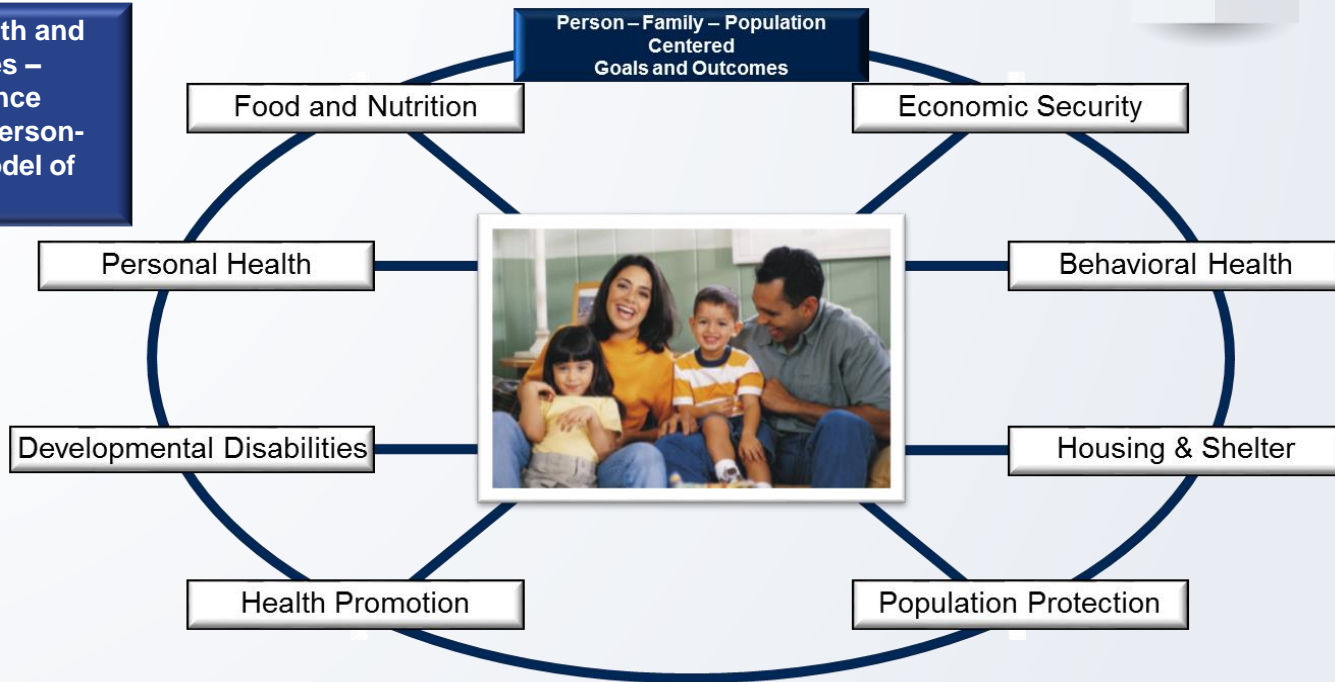 th and
es –
nce
erson-
odel of
Person – Family – Population
Centered
Goals and Outcomes
Food and Nutrition
Economic Security
Personal Health
Behavioral Health
Developmental Disabilities
Housing & Shelter
Health Promotion
Population Protection